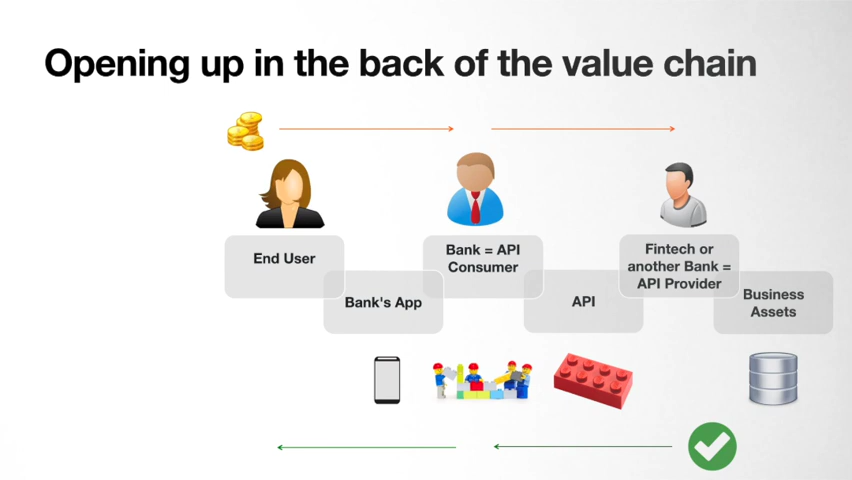 Opening up in the back of the value chain
End User
Bank's App
Bank = API
Consumer
API
Fintech or
another Bank =
API Provider
Business
Assets